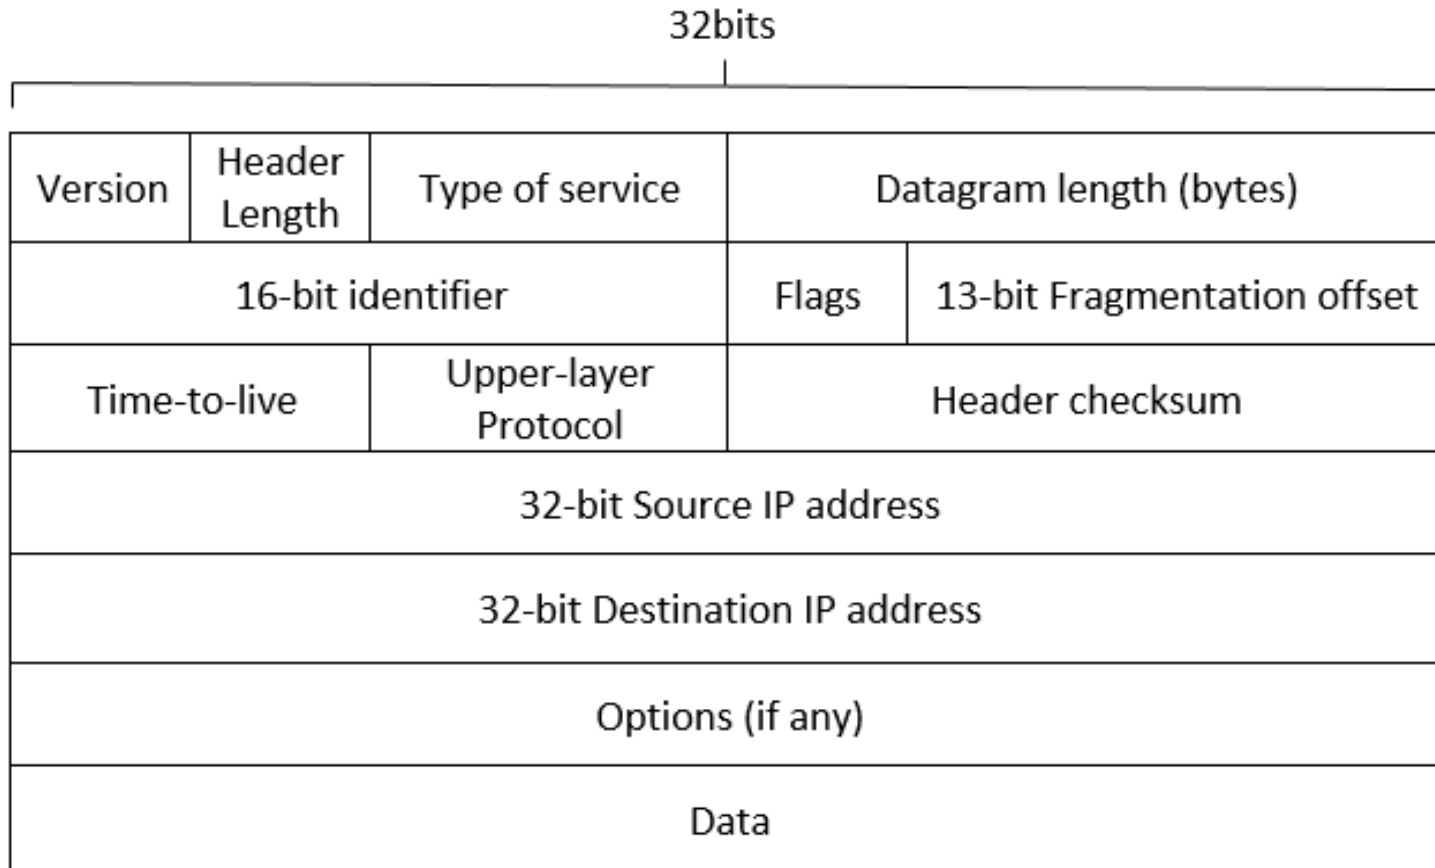 32bits
Version
Header
Length
Type of service
Datagram length (bytes)
16-bit identifier
Flags
13-bit Fragmentation offset
Time-to-live
Upper-layer
Protocol
Header checksum
32-bit Source IP address
32-bit Destination IP address
Options (if any)
Data